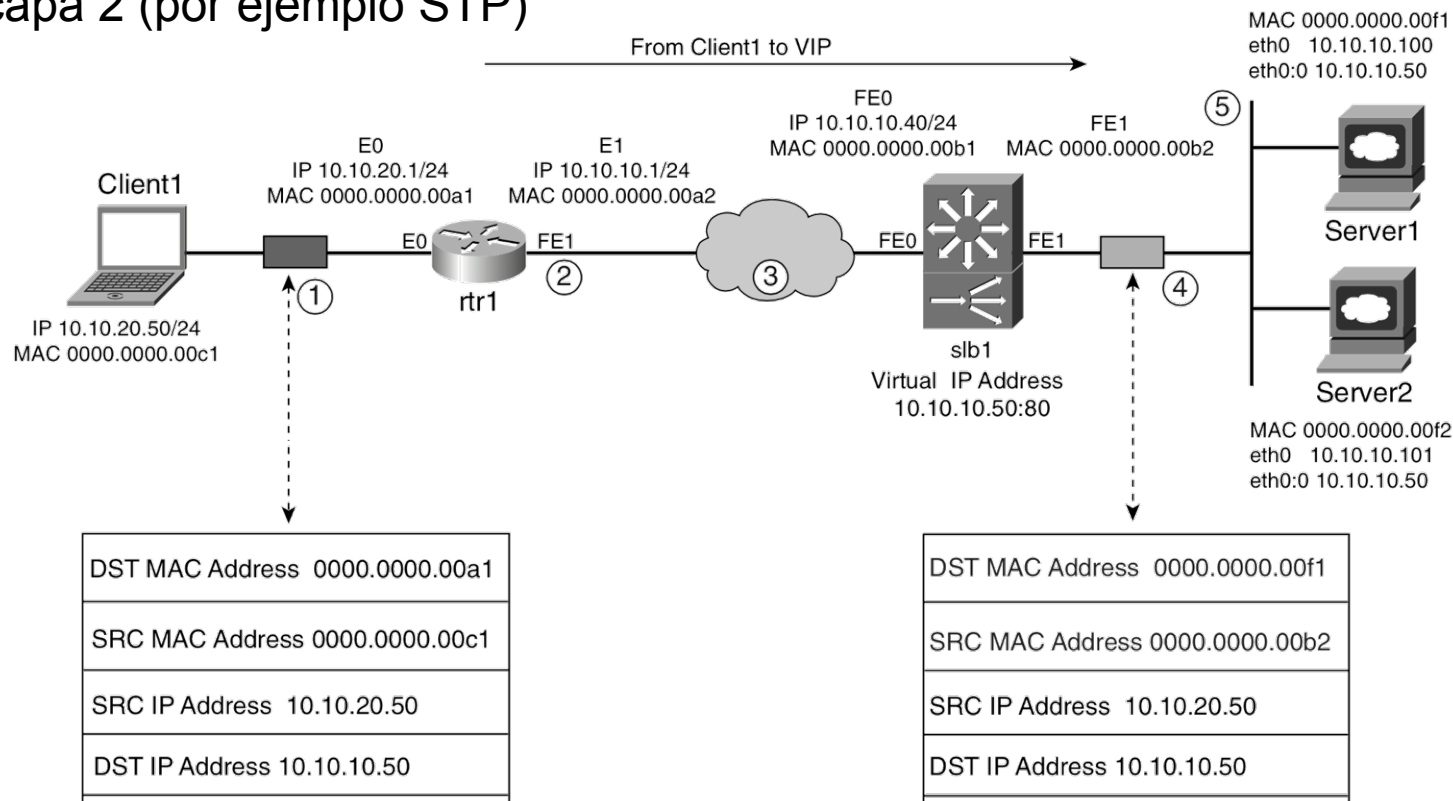 capa 2 (por ejemplo STP)
From Client1 to VIP
MAC 0000.0000.00f1
eth0 10.10.10.100
eth0:0 10.10.10.50
5
Server1
FE0
IP 10.10.10.40/24
MAC 0000.0000.00b1
FE1
MAC 0000.0000.00b2
E0
IP 10.10.20.1/24
MAC 0000.0000.00a1
E1
IP 10.10.10.1/24
MAC 0000.0000.00a2
Client1
IP 10.10.20.50/24
MAC 0000.0000.00c1
1
E0
FE1
rtr1
2
3
FE0
FE1
slb1
Virtual IP Address
10.10.10.50:80
4
Server2
MAC 0000.0000.00f2
eth0 10.10.10.101
eth0:0 10.10.10.50
DST MAC Address 0000.0000.00a1
SRC MAC Address 0000.0000.00c1
SRC IP Address 10.10.20.50
DST IP Address 10.10.10.50
DST MAC Address 0000.0000.00f1
SRC MAC Address 0000.0000.00b2
SRC IP Address 10.10.20.50
DST IP Address 10.10.10.50